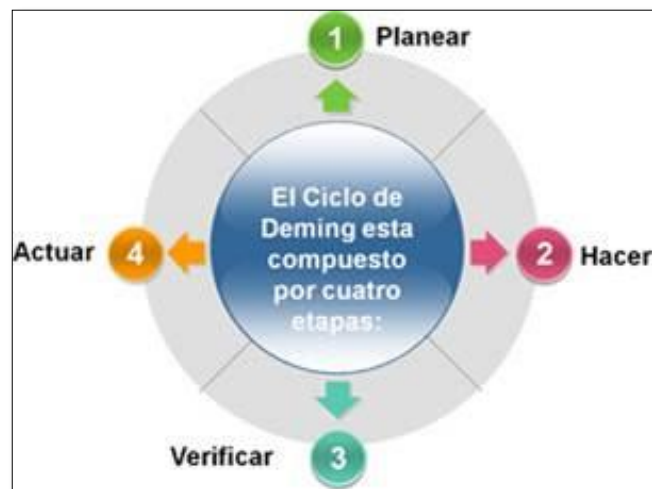 1 Planear
El Ciclo de
Deming esta
compuesto
por cuatro
etapas:
2 Hacer
Verificar 3
Actuar 4